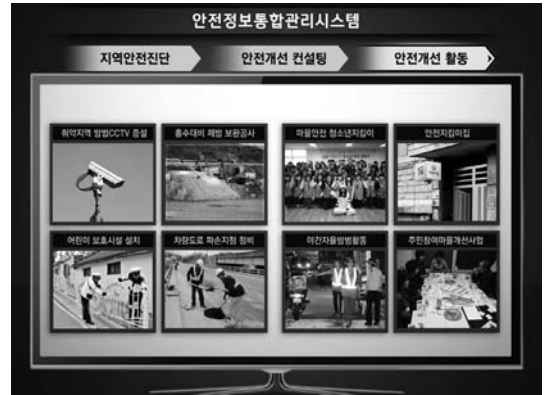 안전정보통합관리시스템
지역안전진단
안전개선 컨설팅
안전개선 활동
취약지역 방범CCTV 증설
홍수대비 제방 보완공사
마을안전 청소년지킴이
안전지킴이집
어린이 보호시설 설치
차량도로 파손지점 정비
야간자율방범활동
주민참여마을개선사업